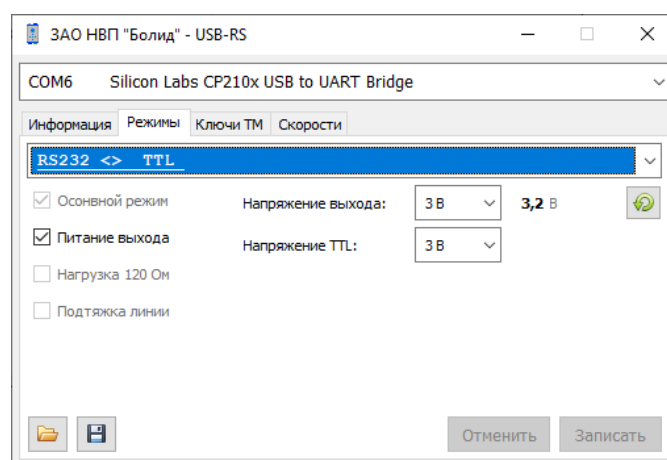 ЗАО НВП "Болид" - USB-RS
COM6 Silicon Labs CP210x USB to UART Bridge
Информация Режимы Ключи ТМ Скорости
RS232 <> TTL
Осонвной режим Напряжение выхода: 3 В 3,2 В
Питание выхода Напряжение TTL: 3 В
Нагрузка 120 Ом
Подтяжка линии
Отменить Записать